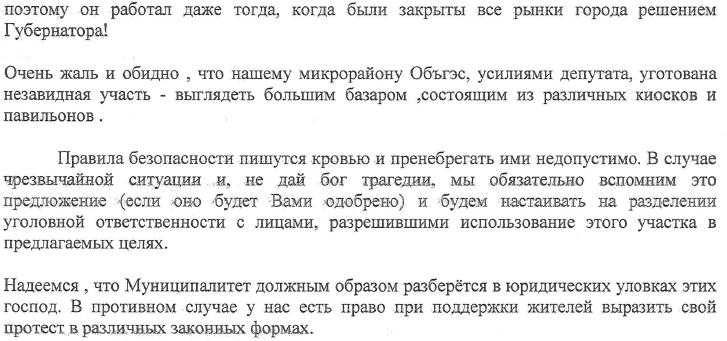 поэтому он работал даже тогда, когда были закрыты все рынки города решением
Губернатора!
Очень жаль и обидно , что нашему микрорайону Объгэс, усилиями депутата, уготована
незавидная участь - выглядеть большим базаром ,состоящим из различных киосков и
павильонов .
Правила безопасности пишутся кровью и пренебрегать ими недопустимо. В случае
чрезвычайной ситуации и, не дай бог трагедии, мы обязательно вспомним это
предложение (если оно будет Вами одобрено) и будем настаивать на разделении
уголовной ответственности с лицами, разрешившими использование этого участка в
предлагаемых целях.
Надеемся , что Муниципалитет должным образом разберётся в юридических уловках этих
господ. В противном случае у нас есть право при поддержки жителей выразить свой
протест в различных законных формах.